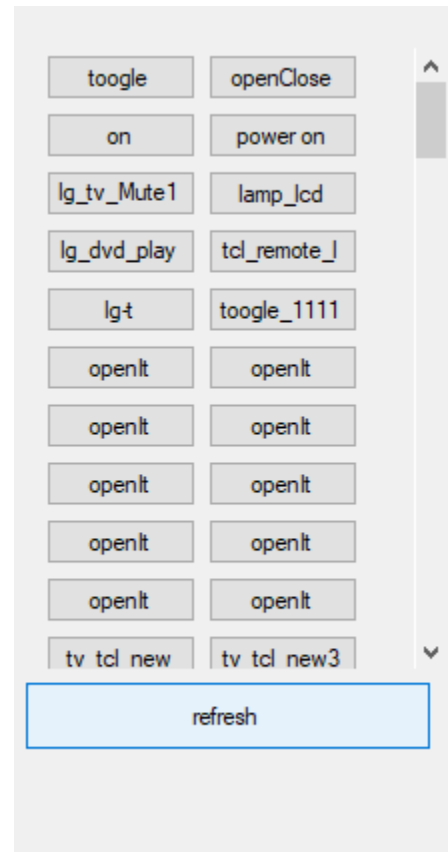 toogle openClose
on power on
lg_tv_Mute1 lamp_lcd
lg_dvd_play tcl_remote_l
lg-t toogle_1111
openIt openIt
openIt openIt
openIt openIt
openIt openIt
openIt openIt
tv_tcl_new tv_tcl_new3
refresh